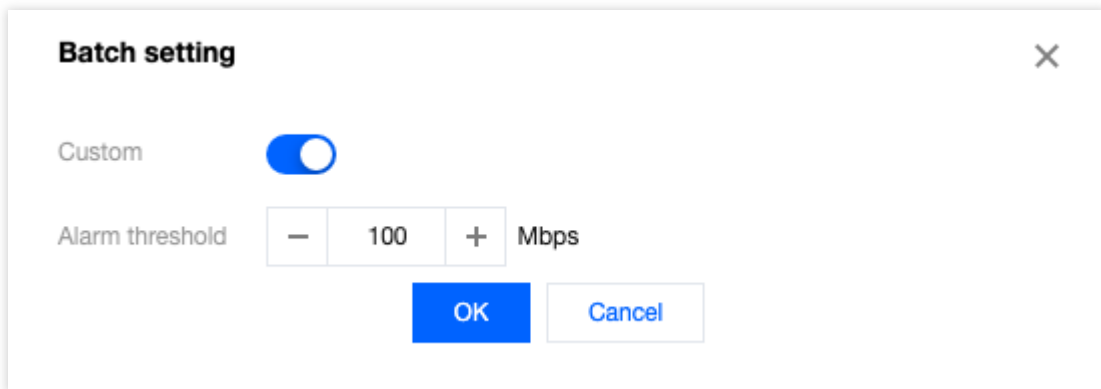 Batch setting
Custom
Alarm threshold − 100 + Mbps
OK Cancel